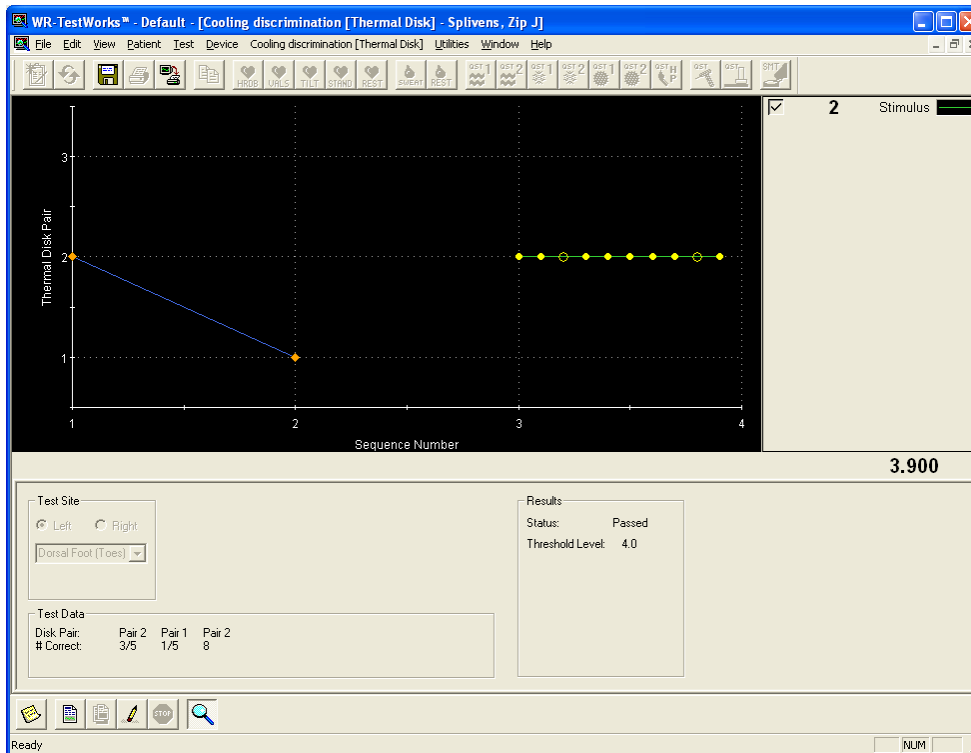 WR-TestWorks™ - Default - [Cooling discrimination [Thermal Disk] - Splivens, Zip J]
File Edit View Patient Test Device Cooling discrimination [Thermal Disk] Utilities Window Help
HRDB VALS TILT STAND REST SWEAT REST QST 1 QST 2 QST 1 QST 2 QST 1 QST 2 QST H P QST QST SMT
2 Stimulus
3
2
1
Thermal Disk Pair
1 2 3 4
Sequence Number
3.900
Test Site
Left Right
Dorsal Foot (Toes)
Results
Status: Passed
Threshold Level: 4.0
Test Data
Disk Pair: Pair 2 Pair 1 Pair 2
# Correct: 3/5 1/5 8
STOP
Ready NUM